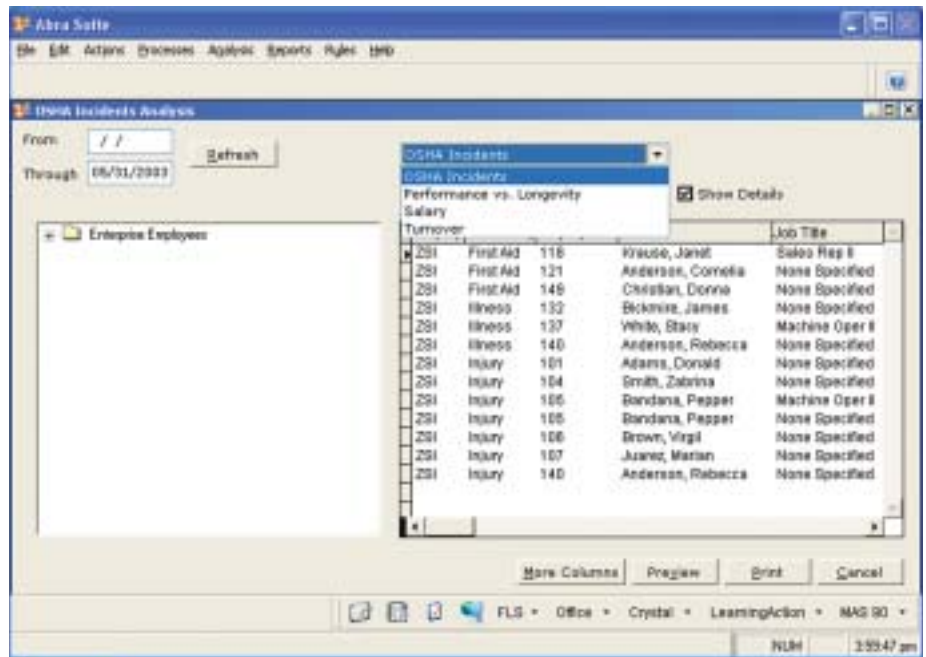 Abra Suite
File Edit Actions Processes Analysis Reports Rules Help
OSHA Incidents Analysis
From / /
Refresh
Through 05/31/2003
OSHA Incidents
OSHA Incidents
Performance vs. Longevity
Salary
Turnover
Show Details
Enterprise Employees
Job Title
ZSI First Aid 118 Krause, Janet Sales Rep II
ZSI First Aid 121 Anderson, Cornelia None Specified
ZSI First Aid 149 Christian, Donna None Specified
ZSI Illness 132 Bickmire, James None Specified
ZSI Illness 137 White, Stacy Machine Oper II
ZSI Illness 140 Anderson, Rebecca None Specified
ZSI Injury 101 Adams, Donald None Specified
ZSI Injury 104 Smith, Zabrina None Specified
ZSI Injury 105 Bandana, Pepper Machine Oper II
ZSI Injury 105 Bandana, Pepper None Specified
ZSI Injury 106 Brown, Virgil None Specified
ZSI Injury 107 Juarez, Marian None Specified
ZSI Injury 140 Anderson, Rebecca None Specified
More Columns Preview Print Cancel
FLS Office Crystal LearningAction MAS 90
NUM 3:59:47 pm